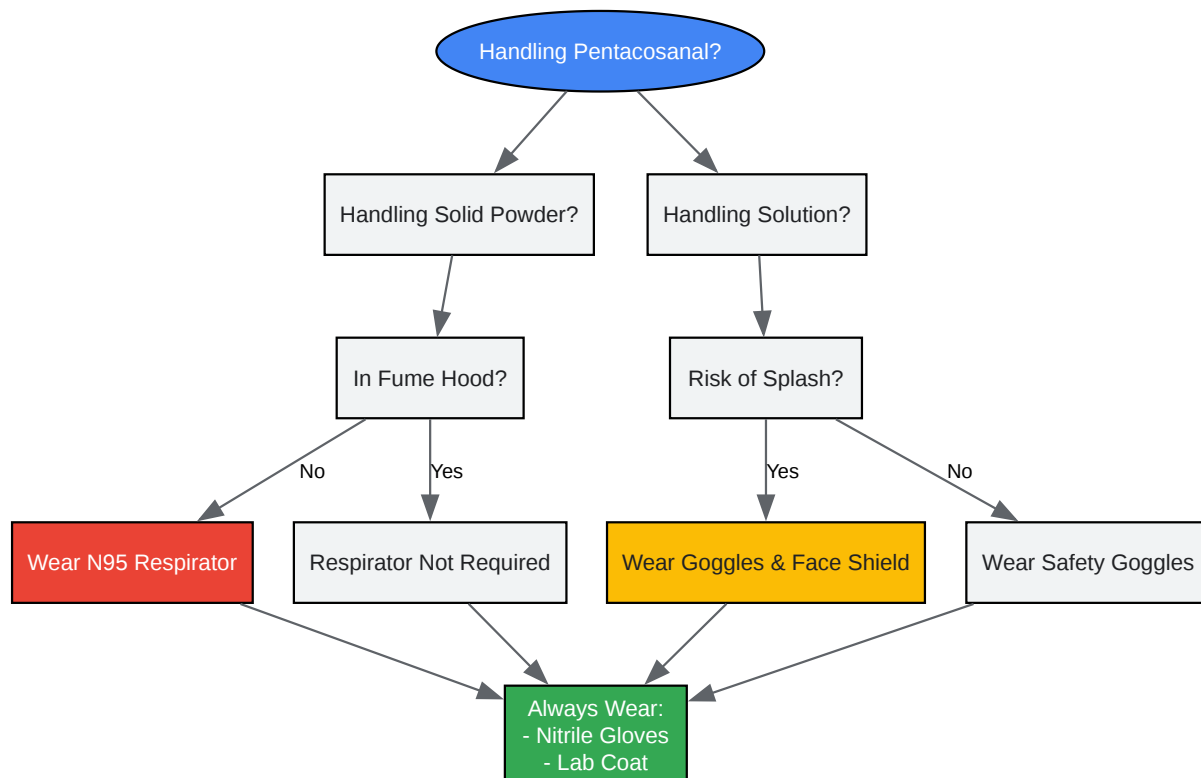 Handling Pentacosanal?
Handling Solid Powder?
Handling Solution?
In Fume Hood?
Risk of Splash?
No
Yes
Yes
No
Wear N95 Respirator
Respirator Not Required
Wear Goggles & Face Shield
Wear Safety Goggles
Always Wear:
- Nitrile Gloves
- Lab Coat